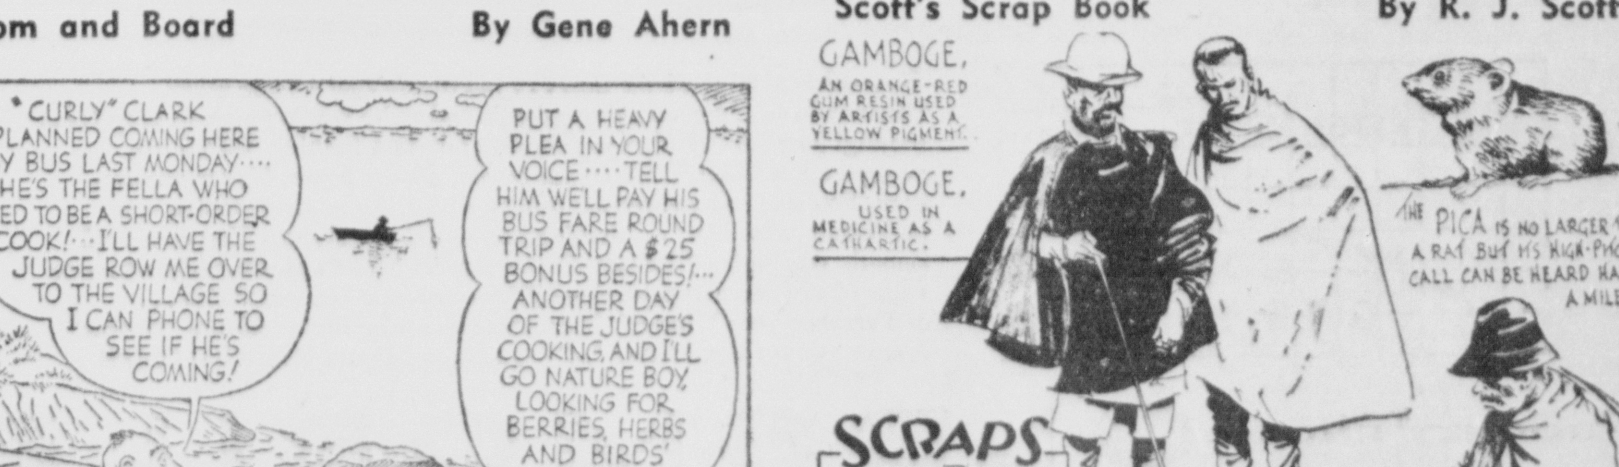 om and Board
By Gene Ahern
"CURLY" CLARK
PLANNED COMING HERE
Y BUS LAST MONDAY....
HE'S THE FELLA WHO
ED TO BE A SHORT-ORDER
COOK!...I'LL HAVE THE
JUDGE ROW ME OVER
TO THE VILLAGE SO
I CAN PHONE TO
SEE IF HE'S
COMING!
PUT A HEAVY
PLEA IN YOUR
VOICE....TELL
HIM WE'LL PAY HIS
BUS FARE ROUND
TRIP AND A $25
BONUS BESIDES!...
ANOTHER DAY
OF THE JUDGE'S
COOKING, AND I'LL
GO NATURE BOY,
LOOKING FOR
BERRIES, HERBS
AND BIRDS'
Scott's Scrap Book
By R. J. Scott
GAMBOGE,
AN ORANGE-RED
GUM RESIN USED
BY ARTISTS AS A
YELLOW PIGMENT.
GAMBOGE,
USED IN
MEDICINE AS A
CATHARTIC.
THE PICA IS NO LARGER
A RAT BUT ITS HIGH-PI
CALL CAN BE HEARD HA
A MILE
SCRAPS